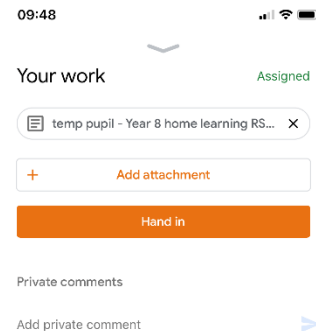 09:48
Your work
Assigned
temp pupil - Year 8 home learning RS...
Add attachment
Hand in
Private comments
Add private comment